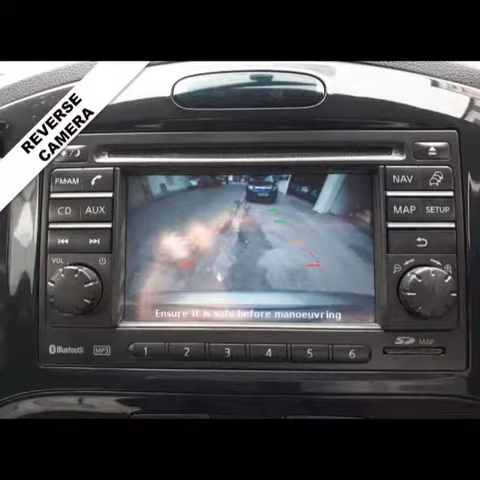 REVERSE
CAMERA
FM·AM
CD AUX
VOL
NAV
MAP SETUP
Ensure it is safe before manoeuvring
Bluetooth MP3
1 2 3 4 5 6
SD MAP